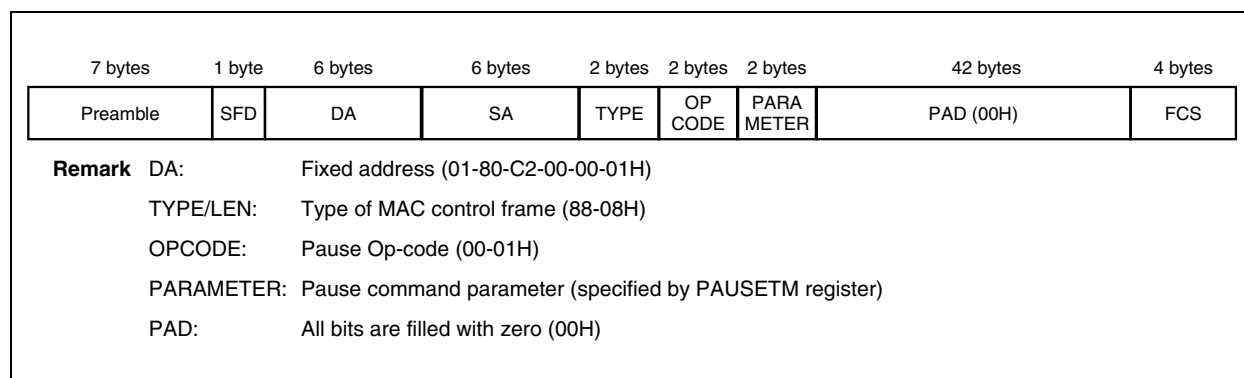 7 bytes 1 byte 6 bytes 6 bytes 2 bytes 2 bytes 2 bytes 42 bytes 4 bytes
Preamble SFD DA SA TYPE OP CODE PARA METER PAD (00H) FCS
Remark DA: Fixed address (01-80-C2-00-00-01H)
TYPE/LEN: Type of MAC control frame (88-08H)
OPCODE: Pause Op-code (00-01H)
PARAMETER: Pause command parameter (specified by PAUSETM register)
PAD: All bits are filled with zero (00H)